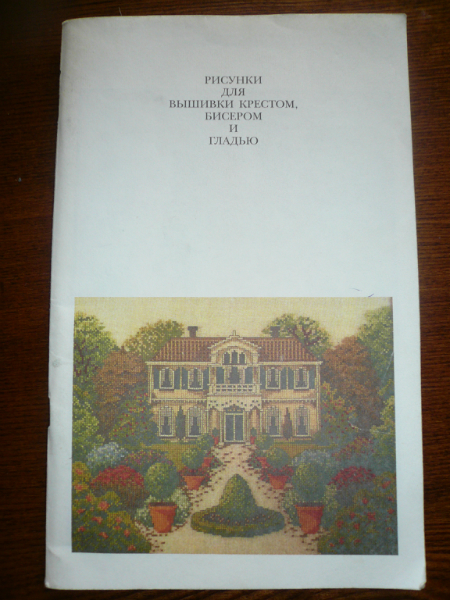 РИСУНКИ
ДЛЯ
ВЫШИВКИ КРЕСТОМ,
БИСЕРОМ
И
ГЛАДЬЮ